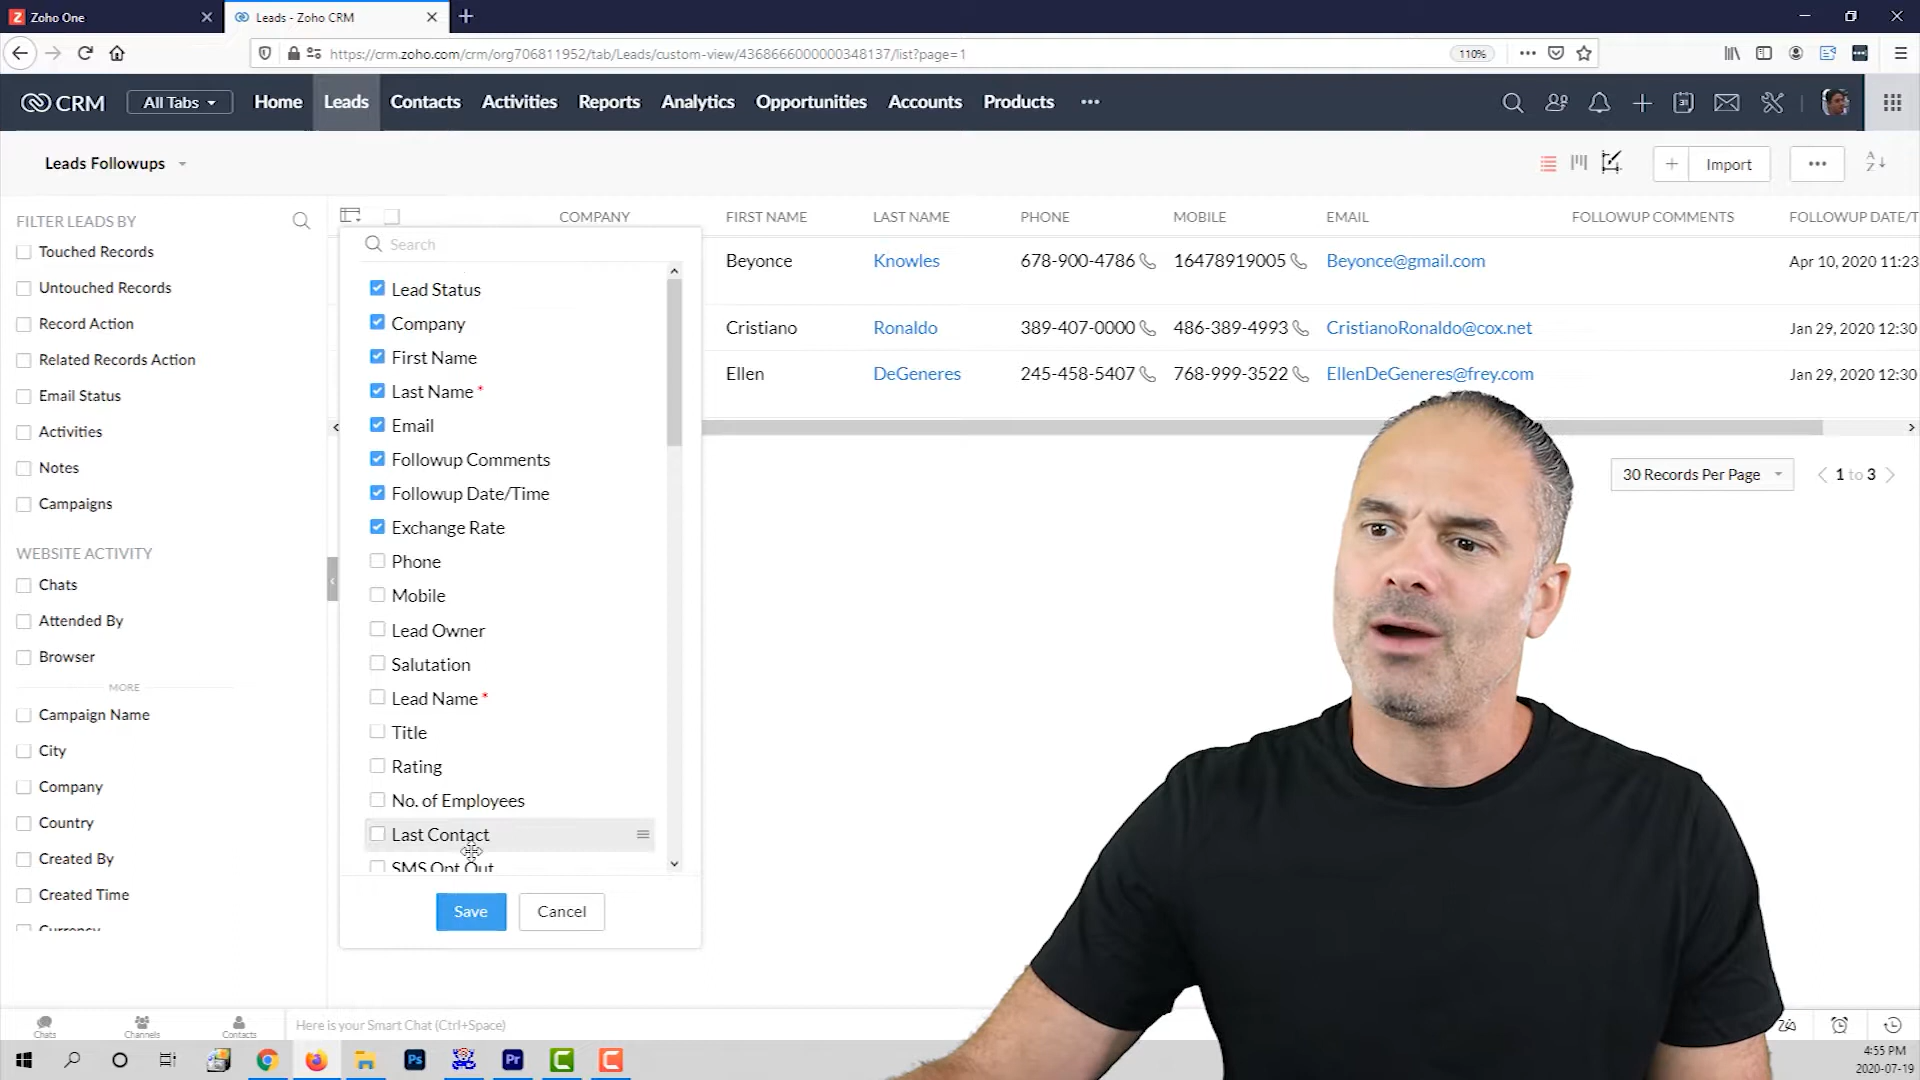 Zoho One
Leads - Zoho CRM
https://crm.zoho.com/crm/org706811952/tab/Leads/custom-view/4368666000000348137/list?page=1
110%
CRM
All Tabs
Home
Leads
Contacts
Activities
Reports
Analytics
Opportunities
Accounts
Products
Leads Followups
Import
FILTER LEADS BY
Touched Records
Untouched Records
Record Action
Related Records Action
Email Status
Activities
Notes
Campaigns
WEBSITE ACTIVITY
Chats
Attended By
Browser
MORE
Campaign Name
City
Company
Country
Created By
Created Time
Currency
Search
Lead Status
Company
First Name
Last Name *
Email
Followup Comments
Followup Date/Time
Exchange Rate
Phone
Mobile
Lead Owner
Salutation
Lead Name *
Title
Rating
No. of Employees
Last Contact
SMS Opt Out
Save
Cancel
COMPANY FIRST NAME LAST NAME PHONE MOBILE EMAIL FOLLOWUP COMMENTS FOLLOWUP DATE/T
Beyonce Knowles 678-900-4786 16478919005 Beyonce@gmail.com Apr 10, 2020 11:23
Cristiano Ronaldo 389-407-0000 486-389-4993 CristianoRonaldo@cox.net Jan 29, 2020 12:30
Ellen DeGeneres 245-458-5407 768-999-3522 EllenDeGeneres@frey.com Jan 29, 2020 12:30
30 Records Per Page
1 to 3
Chats
Channels
Contacts
Here is your Smart Chat (Ctrl+Space)
4:55 PM
2020-07-19